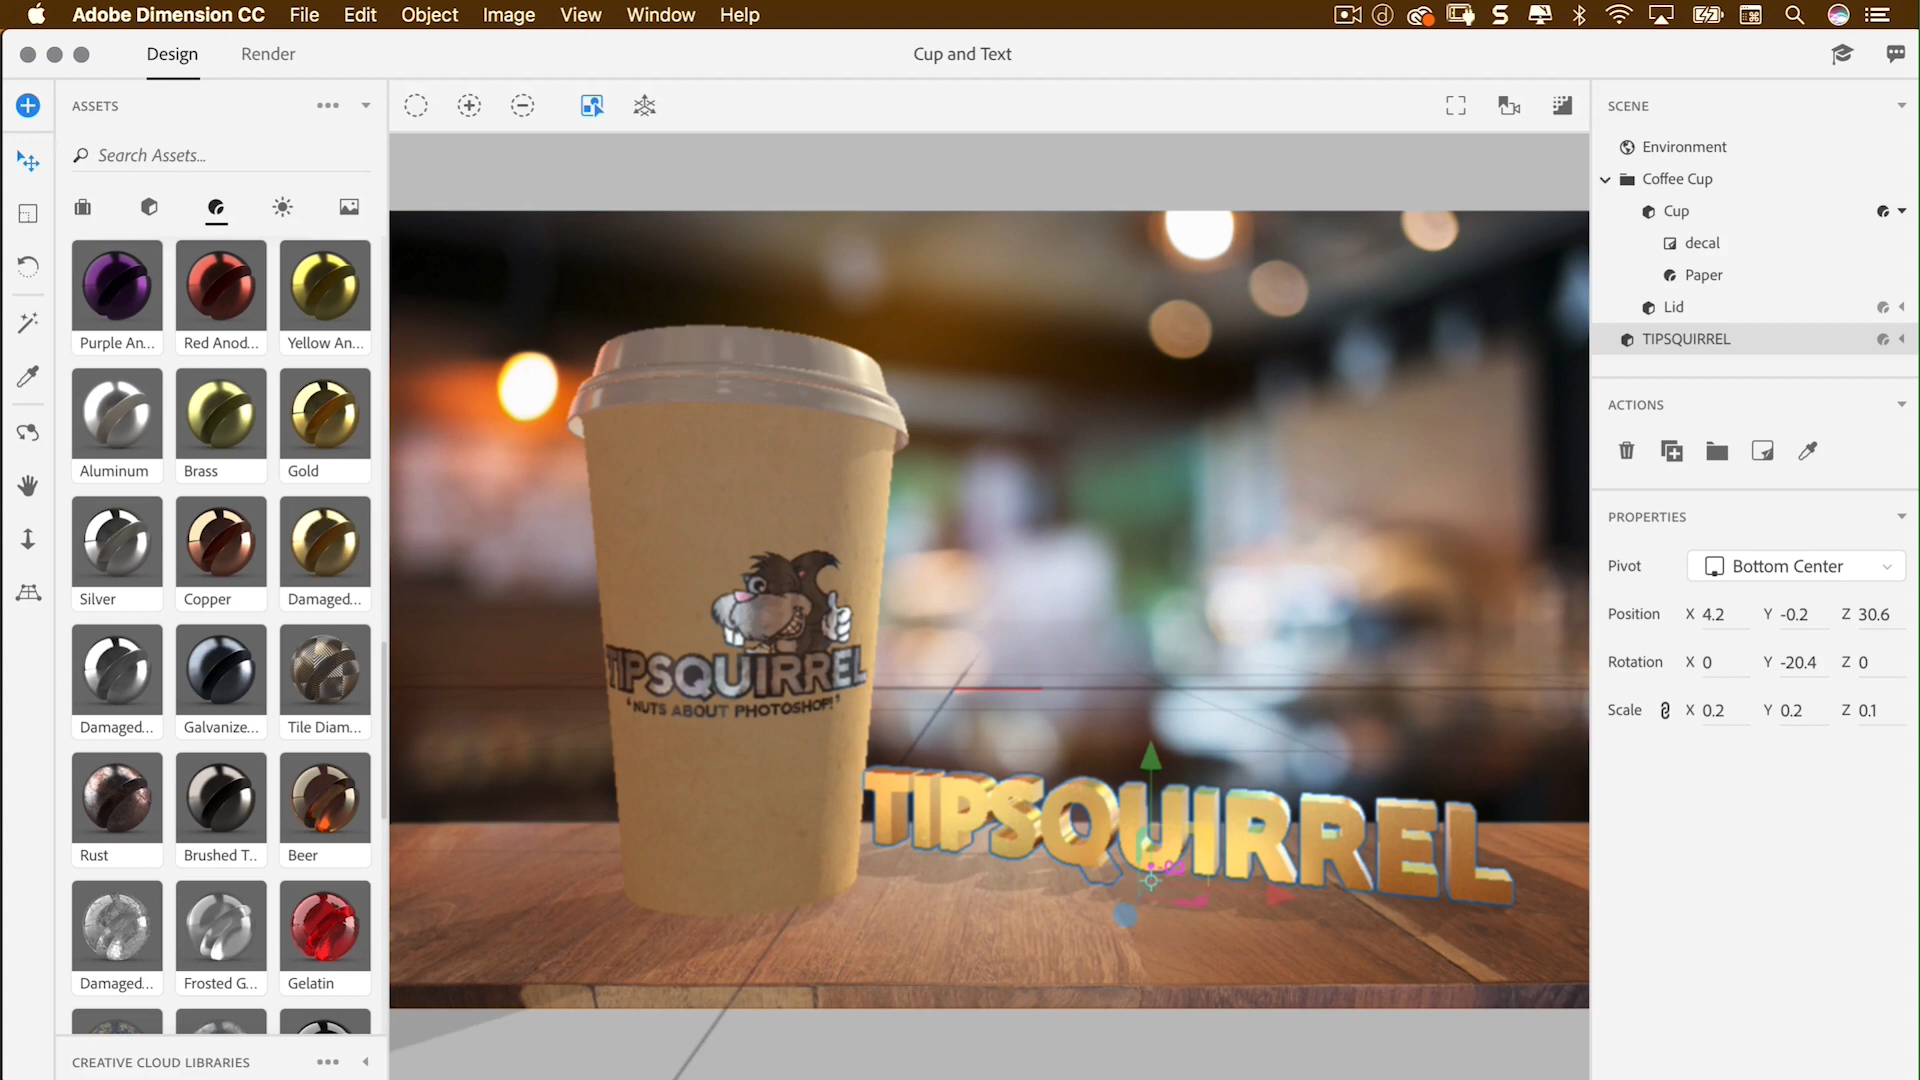 Adobe Dimension CC File Edit Object Image View Window Help
Design Render Cup and Text
ASSETS
Search Assets...
Purple An... Red Anod... Yellow An...
Aluminum Brass Gold
Silver Copper Damaged...
Damaged... Galvanize... Tile Diam...
Rust Brushed T... Beer
Damaged... Frosted G... Gelatin
CREATIVE CLOUD LIBRARIES
TIPSQUIRREL
"NUTS ABOUT PHOTOSHOP!"
TIPSQUIRREL
SCENE
Environment
Coffee Cup
Cup
decal
Paper
Lid
TIPSQUIRREL
ACTIONS
PROPERTIES
Pivot Bottom Center
Position X 4.2 Y -0.2 Z 30.6
Rotation X 0 Y -20.4 Z 0
Scale X 0.2 Y 0.2 Z 0.1